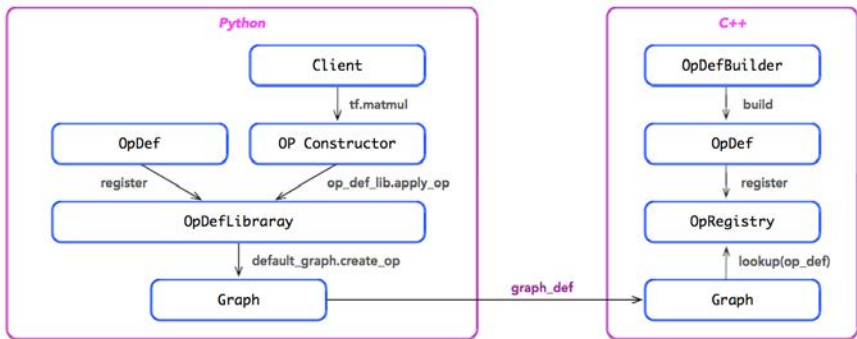 Python
Client
tf.matmul
OpDef
OP Constructor
register
op_def_lib.apply_op
OpDefLibraray
default_graph.create_op
Graph
graph_def
C++
OpDefBuilder
build
OpDef
register
OpRegistry
lookup(op_def)
Graph